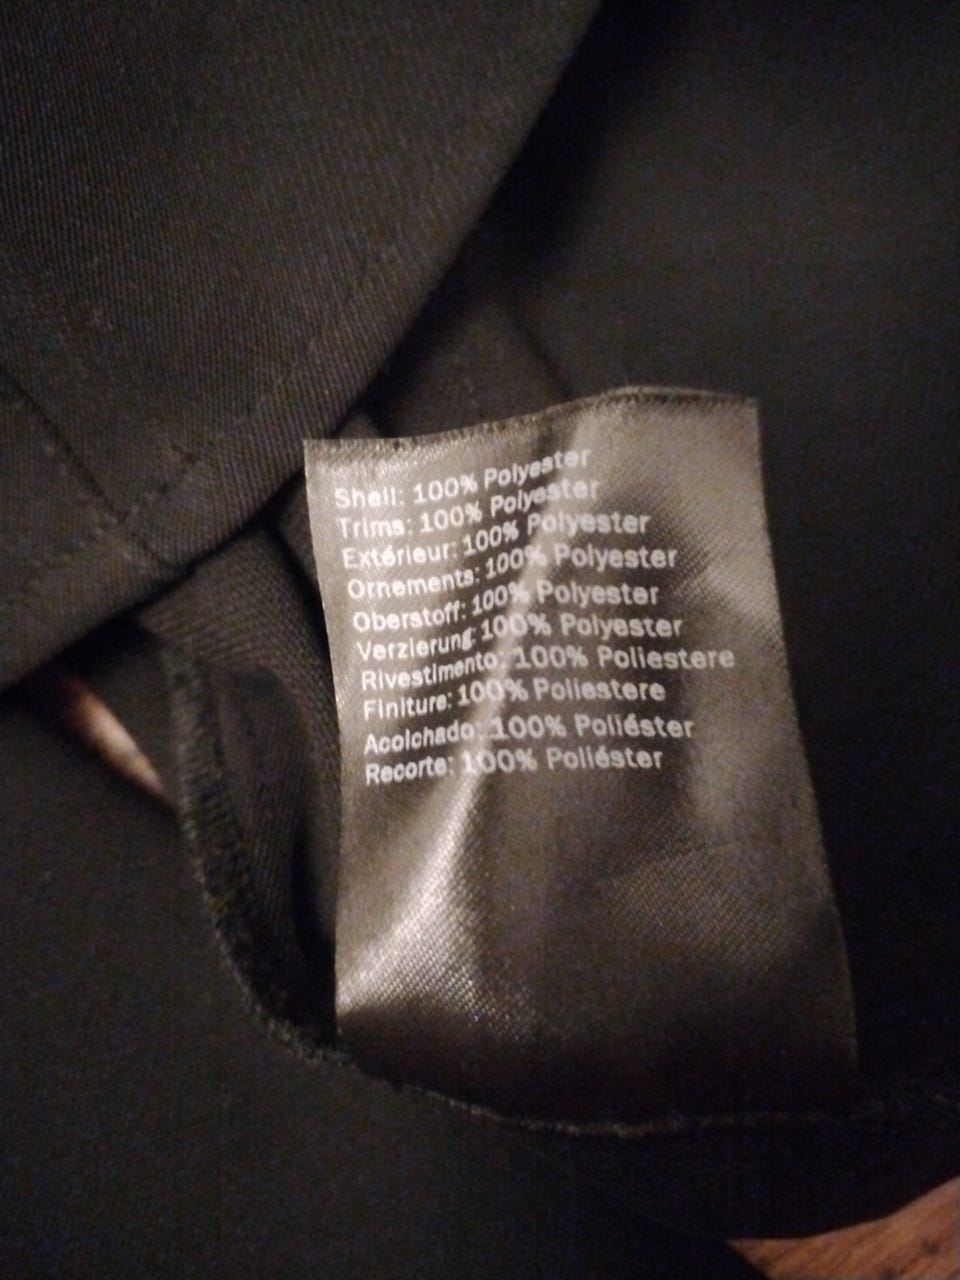 Shell: 100% Polyester
Trims: 100% Polyester
Extérieur: 100% Polyester
Ornements: 100% Polyester
Oberstoff: 100% Polyester
Verzierung: 100% Polyester
Rivestimento: 100% Poliestere
Finiture: 100% Poliestere
Acolchado: 100% Poliéster
Recorte: 100% Poliéster